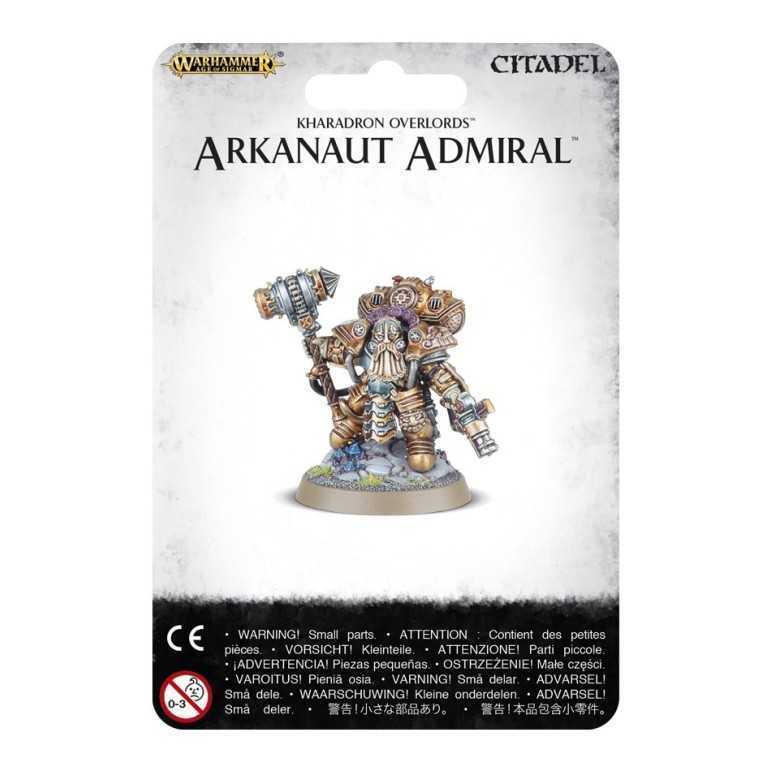 WARHAMMER®
AGE OF SIGMAR
CITADEL
KHARADRON OVERLORDS™
ARKANAUT ADMIRAL™
CE
0-3
• WARNING! Small parts. • ATTENTION : Contient des petites
pièces. • VORSICHT! Kleinteile. • ATTENZIONE! Parti piccole.
• ¡ADVERTENCIA! Piezas pequeñas. • OSTRZEŻENIE! Małe części.
• VAROITUS! Pieniä osia. • VARNING! Små delar. • ADVARSEL!
Små dele. • WAARSCHUWING! Kleine onderdelen. • ADVARSEL!
Små deler. • 警告!小さな部品あり。 • 警告!本品包含小零件。